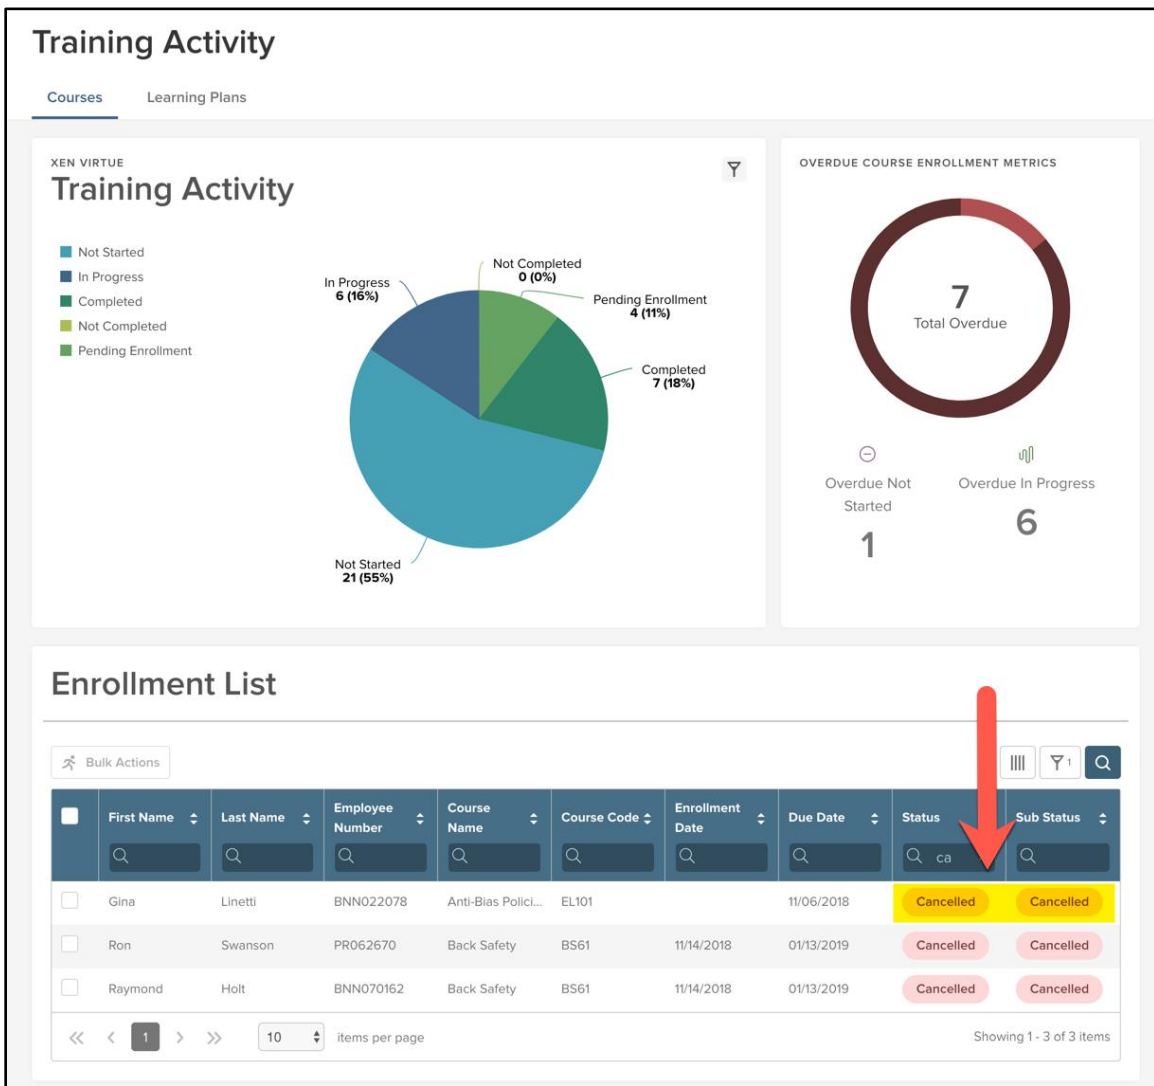 Training Activity
Courses
Learning Plans
XEN VIRTUE
Training Activity
Not Started
In Progress
Completed
Not Completed
Pending Enrollment
In Progress
6 (16%)
Not Completed
0 (0%)
Pending Enrollment
4 (11%)
Completed
7 (18%)
Not Started
21 (55%)
OVERDUE COURSE ENROLLMENT METRICS
7
Total Overdue
Overdue Not
Started
1
Overdue In Progress
6
Enrollment List
Bulk Actions
1
First Name
Last Name
Employee
Number
Course
Name
Course Code
Enrollment
Date
Due Date
Status
Sub Status
ca
Gina Linetti BNN022078 Anti-Bias Polici... EL101 11/06/2018 Cancelled Cancelled
Ron Swanson PR062670 Back Safety BS61 11/14/2018 01/13/2019 Cancelled Cancelled
Raymond Holt BNN070162 Back Safety BS61 11/14/2018 01/13/2019 Cancelled Cancelled
1 10 items per page Showing 1 - 3 of 3 items